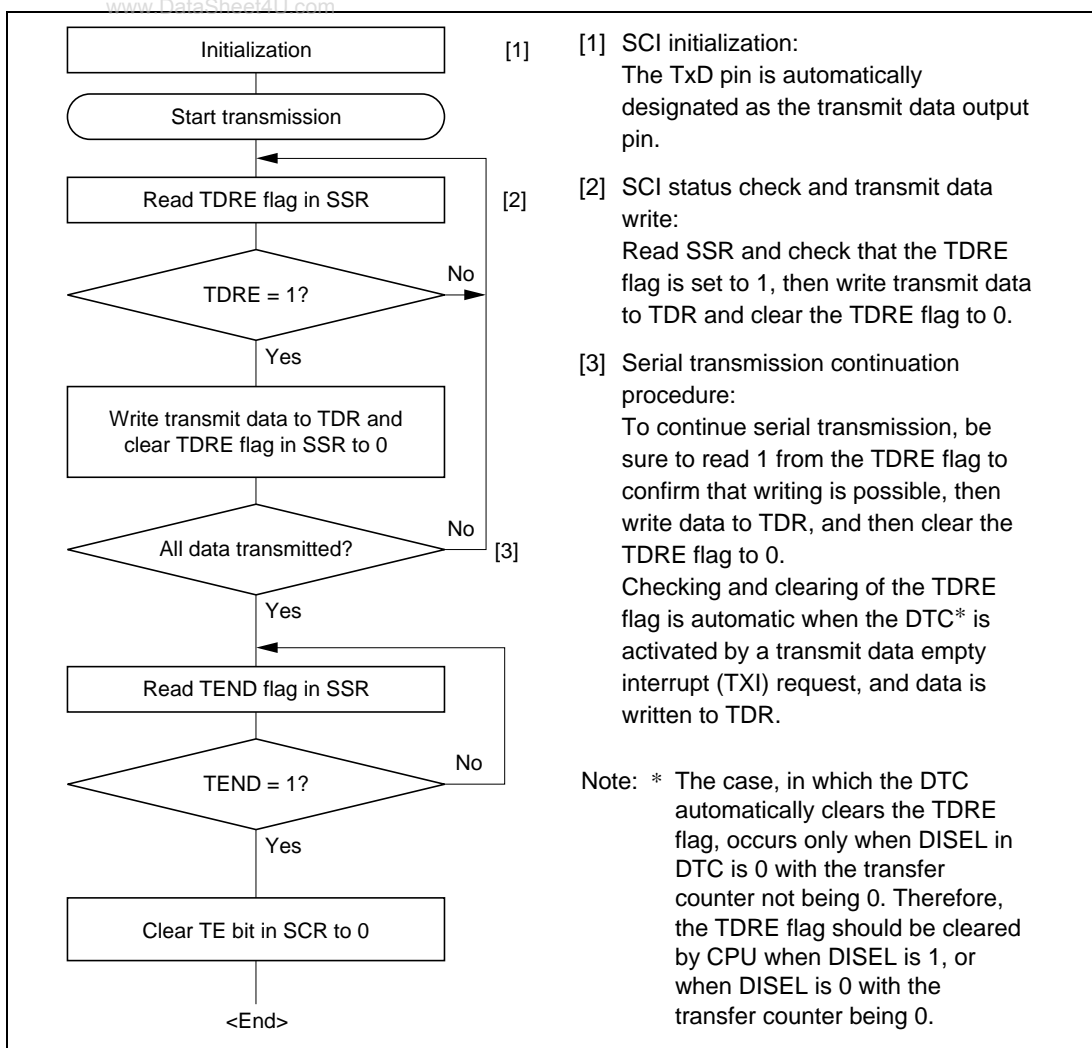 www.DataSheet4U.com
Initialization
[1]
Start transmission
Read TDRE flag in SSR
[2]
TDRE = 1?
No
Yes
Write transmit data to TDR and
clear TDRE flag in SSR to 0
All data transmitted?
No
[3]
Yes
Read TEND flag in SSR
TEND = 1?
No
Yes
Clear TE bit in SCR to 0
<End>
[1] SCI initialization:
The TxD pin is automatically
designated as the transmit data output
pin.
[2] SCI status check and transmit data
write:
Read SSR and check that the TDRE
flag is set to 1, then write transmit data
to TDR and clear the TDRE flag to 0.
[3] Serial transmission continuation
procedure:
To continue serial transmission, be
sure to read 1 from the TDRE flag to
confirm that writing is possible, then
write data to TDR, and then clear the
TDRE flag to 0.
Checking and clearing of the TDRE
flag is automatic when the DTC* is
activated by a transmit data empty
interrupt (TXI) request, and data is
written to TDR.
Note: * The case, in which the DTC
automatically clears the TDRE
flag, occurs only when DISEL in
DTC is 0 with the transfer
counter not being 0. Therefore,
the TDRE flag should be cleared
by CPU when DISEL is 1, or
when DISEL is 0 with the
transfer counter being 0.